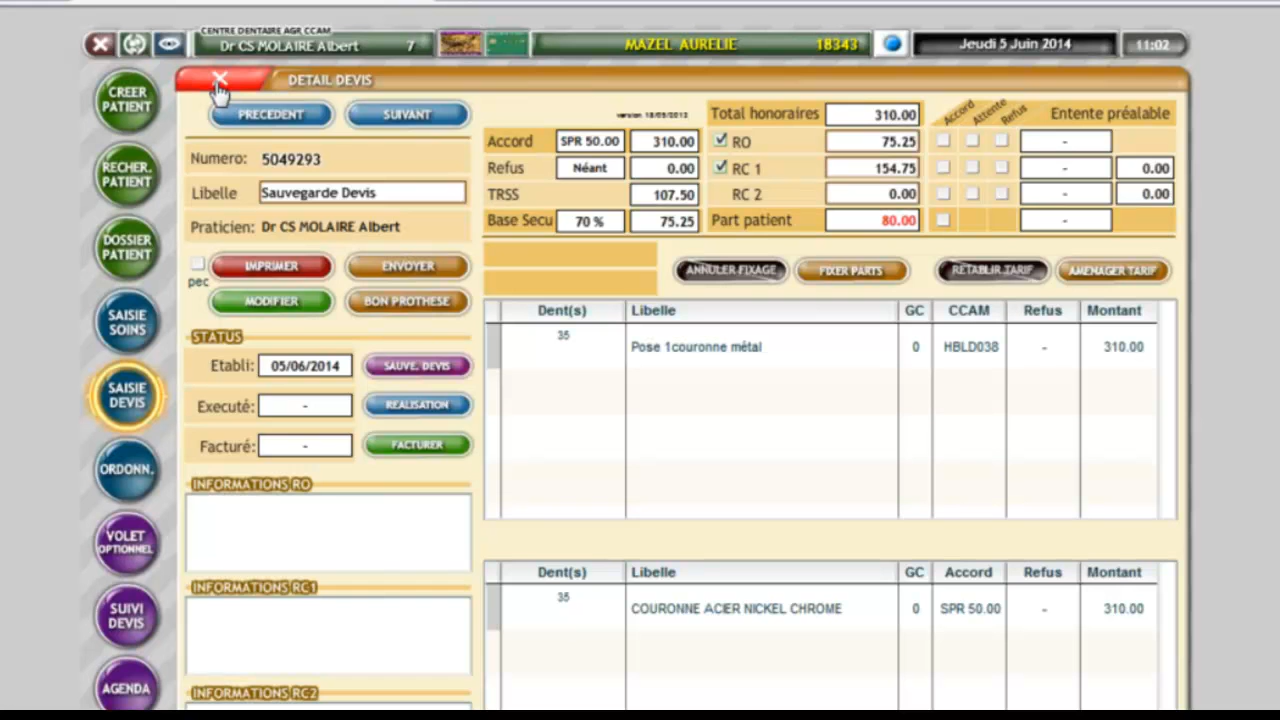 CENTRE DENTAIRE AGR CCAM
Dr CS MOLAIRE Albert 7 MAZEL AURELIE 18343 Jeudi 5 Juin 2014 11:02
DETAIL DEVIS
CREER PATIENT
RECHER. PATIENT
DOSSIER PATIENT
SAISIE SOINS
SAISIE DEVIS
ORDONN.
VOLET OPTIONNEL
SUIVI DEVIS
AGENDA
PRECEDENT SUIVANT
Numero: 5049293
Libelle Sauvegarde Devis
Praticien: Dr CS MOLAIRE Albert
pec IMPRIMER ENVOYER
MODIFIER BON PROTHESE
STATUS
Etabli: 05/06/2014 SAUVE. DEVIS
Executé: - REALISATION
Facturé: - FACTURER
INFORMATIONS RO
INFORMATIONS RC1
INFORMATIONS RC2
Accord SPR 50.00 310.00
Refus Néant 0.00
TRSS 107.50
Base Secu 70 % 75.25
Total honoraires 310.00 Accord Attente Refus Entente préalable
RO 75.25 -
RC 1 154.75 - 0.00
RC 2 0.00 - 0.00
Part patient 80.00 -
ANNULER FIXAGE FIXER PARTS RETABLIR TARIF AMENAGER TARIF
Dent(s) Libelle GC CCAM Refus Montant
35 Pose 1couronne métal 0 HBLD038 - 310.00
Dent(s) Libelle GC Accord Refus Montant
35 COURONNE ACIER NICKEL CHROME 0 SPR 50.00 - 310.00